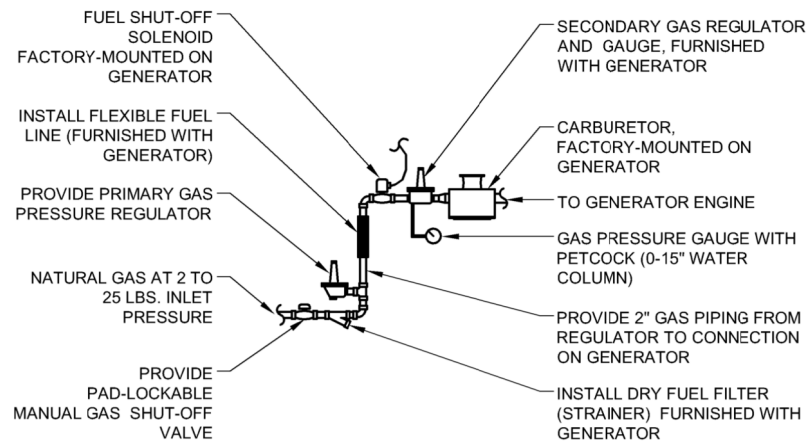 FUEL SHUT-OFF
SOLENOID
FACTORY-MOUNTED ON
GENERATOR
INSTALL FLEXIBLE FUEL
LINE (FURNISHED WITH
GENERATOR)
PROVIDE PRIMARY GAS
PRESSURE REGULATOR
NATURAL GAS AT 2 TO
25 LBS. INLET
PRESSURE
PROVIDE
PAD-LOCKABLE
MANUAL GAS SHUT-OFF
VALVE
SECONDARY GAS REGULATOR
AND GAUGE, FURNISHED
WITH GENERATOR
CARBURETOR,
FACTORY-MOUNTED ON
GENERATOR
TO GENERATOR ENGINE
GAS PRESSURE GAUGE WITH
PETCOCK (0-15" WATER
COLUMN)
PROVIDE 2" GAS PIPING FROM
REGULATOR TO CONNECTION
ON GENERATOR
INSTALL DRY FUEL FILTER
(STRAINER) FURNISHED WITH
GENERATOR